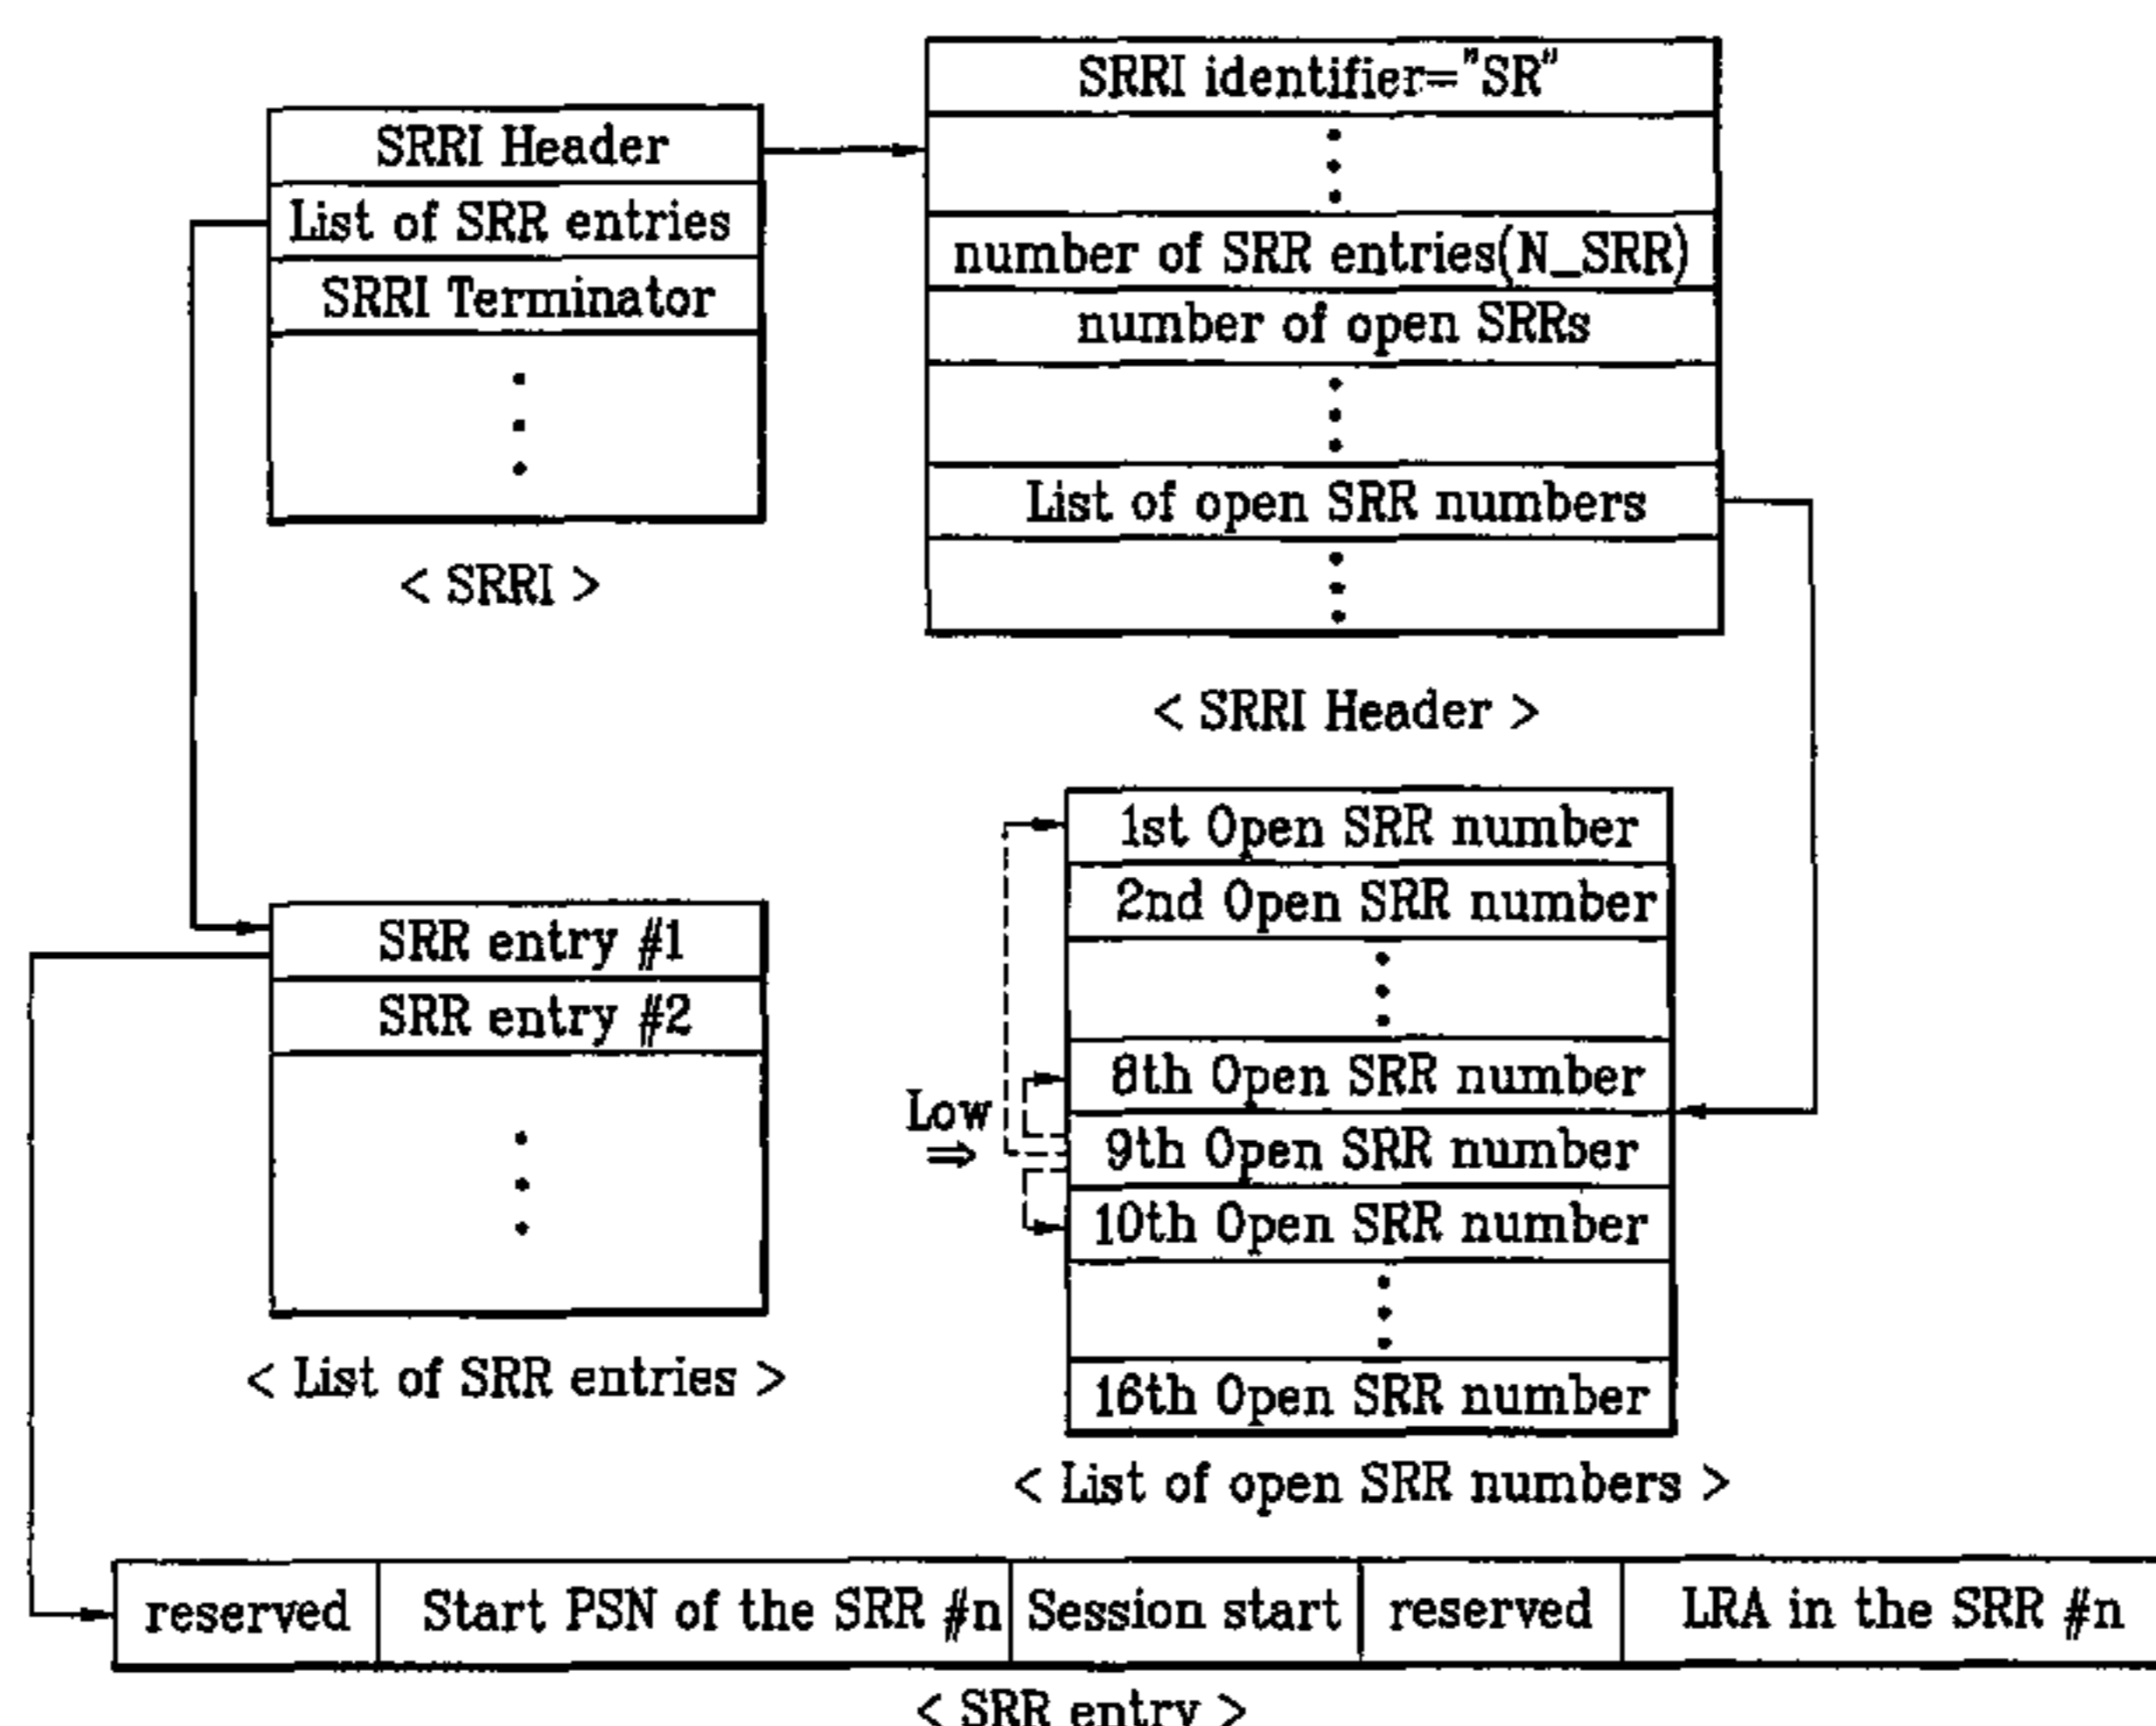 SRRI Header
List of SRR entries
SRRI Terminator
< SRRI >
SRRI identifier="SR"
number of SRR entries(N_SRR)
number of open SRRs
List of open SRR numbers
< SRRI Header >
SRR entry #1
SRR entry #2
< List of SRR entries >
1st Open SRR number
2nd Open SRR number
8th Open SRR number
Low
⇒
9th Open SRR number
10th Open SRR number
16th Open SRR number
< List of open SRR numbers >
reserved Start PSN of the SRR #n Session start reserved LRA in the SRR #n
< SRR entry >